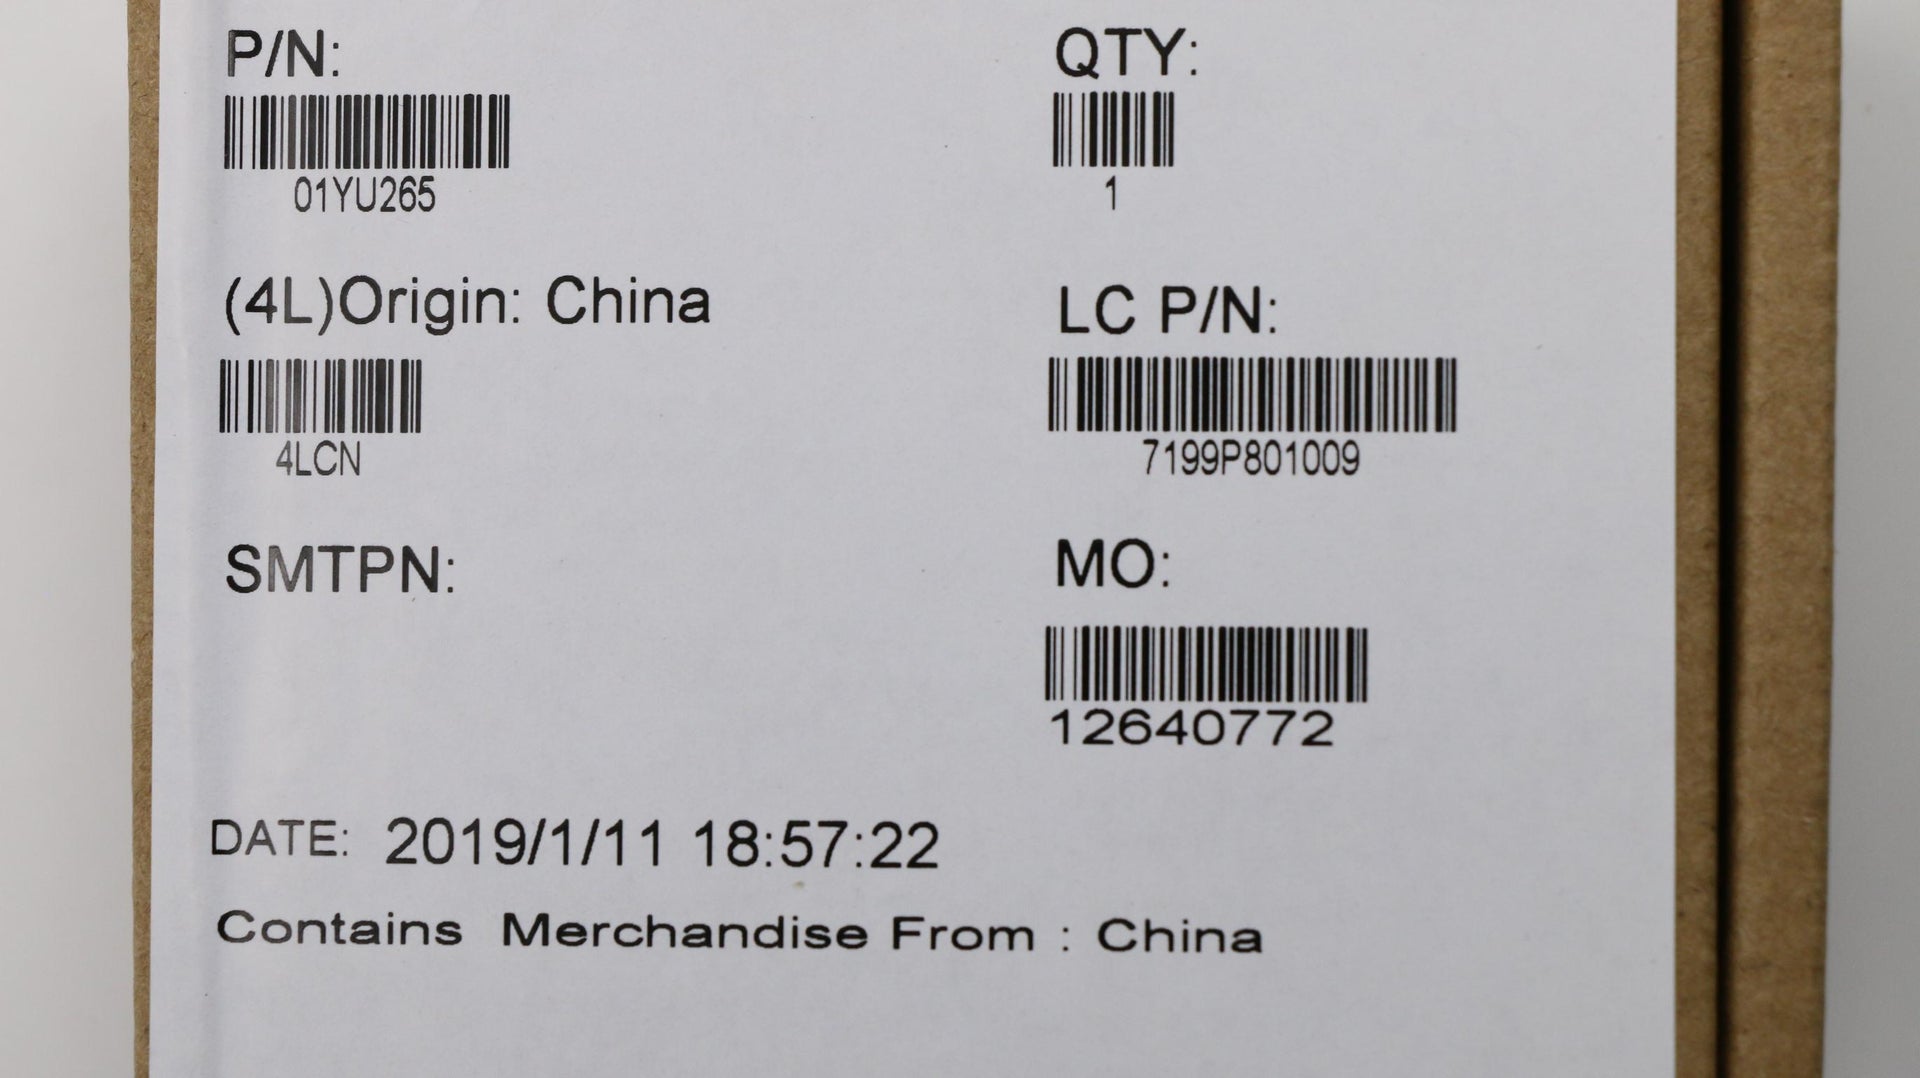 P/N: QTY:
01YU265 1
(4L)Origin: China LC P/N:
4LCN 7199P801009
SMTPN: MO:
12640772
DATE: 2019/1/11 18:57:22
Contains Merchandise From : China